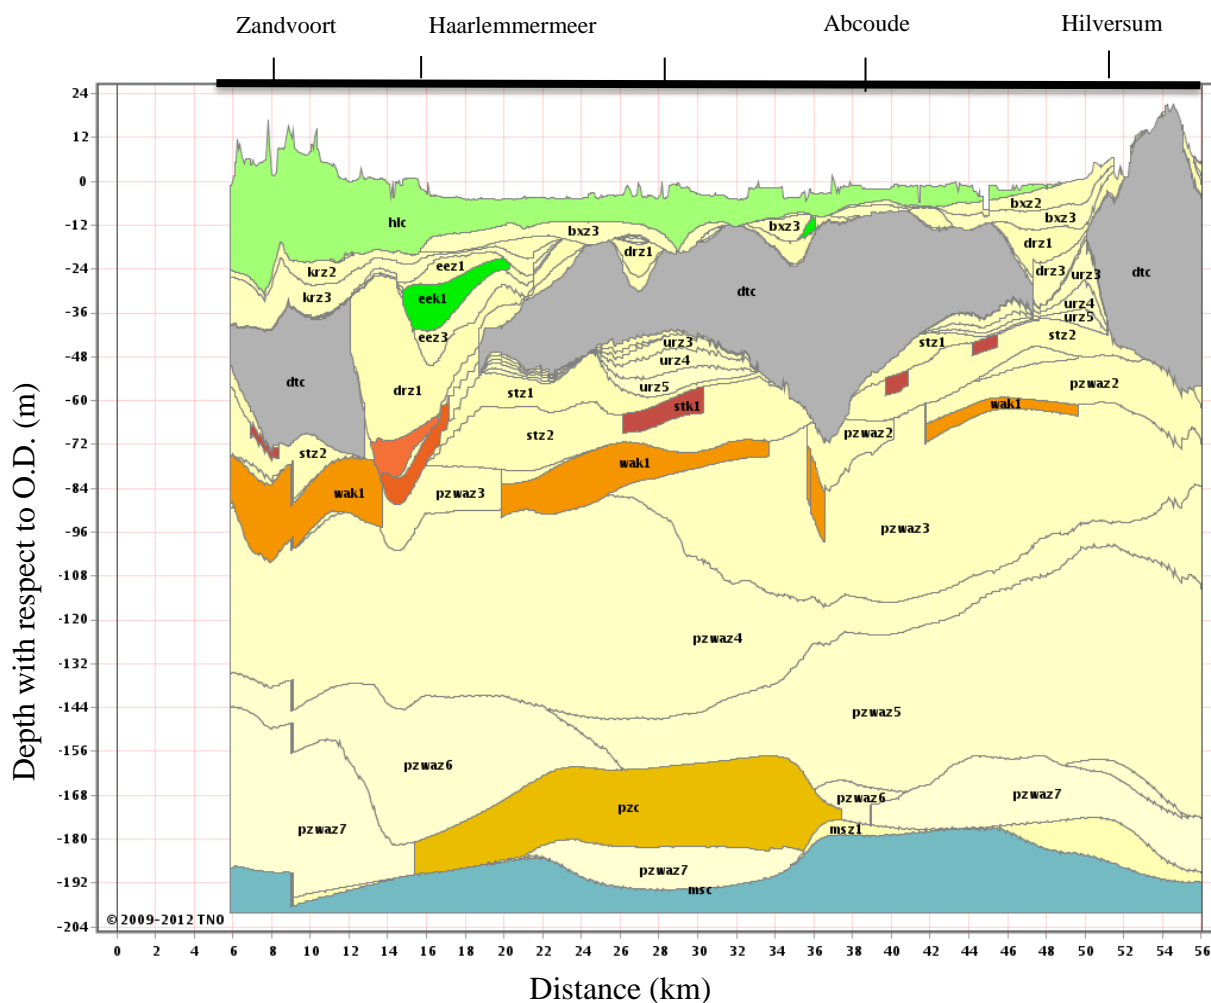 Zandvoort Haarlemmermeer Abcoude Hilversum
24
12
0
-12
-24
-36
-48
-60
-72
-84
-96
-108
-120
-132
-144
-156
-168
-180
-192
-204
Depth with respect to O.D. (m)
hlc
bxz2
bxz3
bxz3
bxz3
krz2
eez1
drz1
drz1
krz3
eek1
dtc
drz3
urz3
dtc
eez3
urz4
urz5
urz3
stz1
stz2
dtc
drz1
stz1
urz4
urz5
pzwaz2
stk1
wak1
stz2
stz2
pzwaz2
wak1
wak1
pzwaz3
pzwaz3
pzwaz4
pzwaz5
pzwaz6
pzwaz7
pzc
pzwaz6
pzwaz7
msz1
pzwaz7
msc
©2009-2012 TNO
0 2 4 6 8 10 12 14 16 18 20 22 24 26 28 30 32 34 36 38 40 42 44 46 48 50 52 54 56
Distance (km)